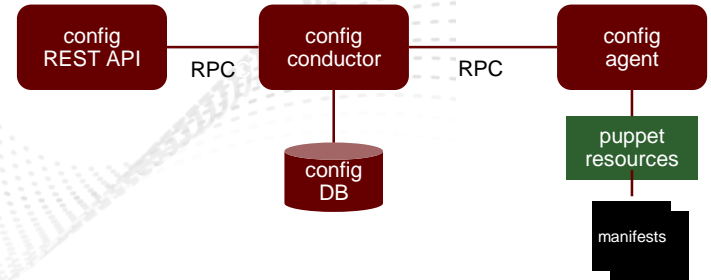 config
REST API
RPC
config
conductor
RPC
config
agent
config
DB
puppet
resources
manifests